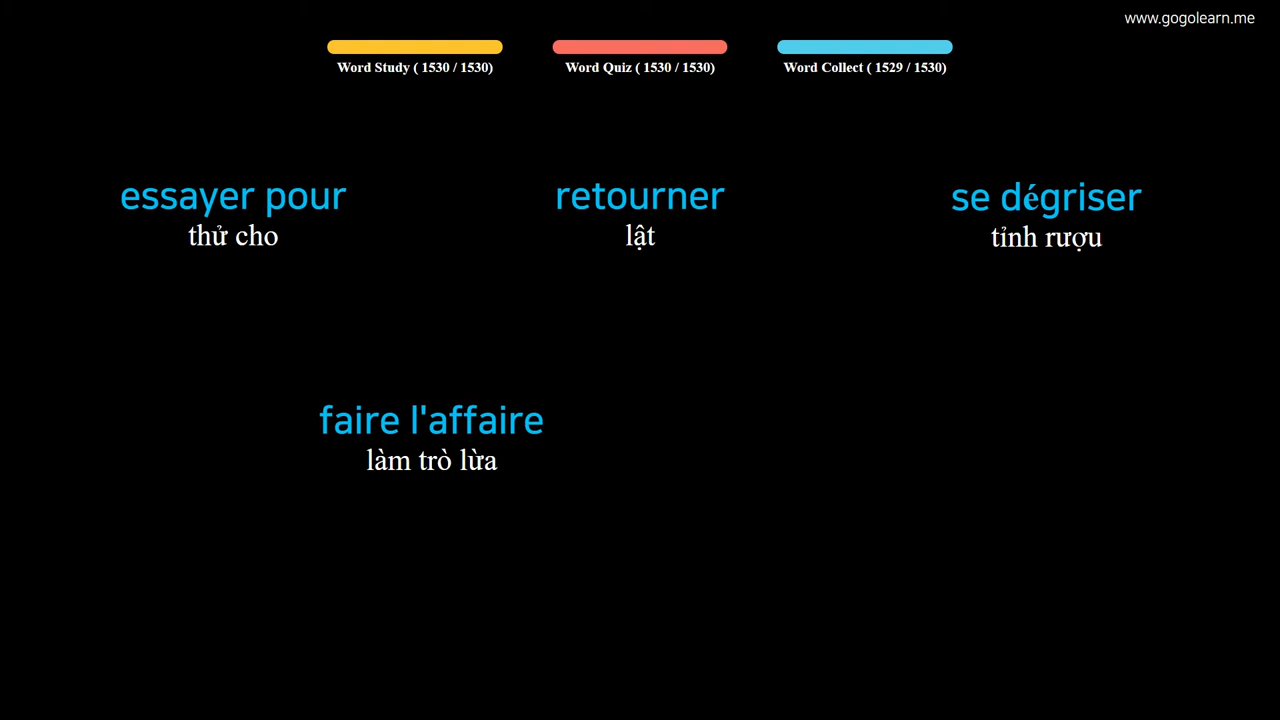 www.gogolearn.me
Word Study ( 1530 / 1530)
Word Quiz ( 1530 / 1530)
Word Collect ( 1529 / 1530)
essayer pour
thử cho
retourner
lật
se dégriser
tỉnh rượu
faire l'affaire
làm trò lừa